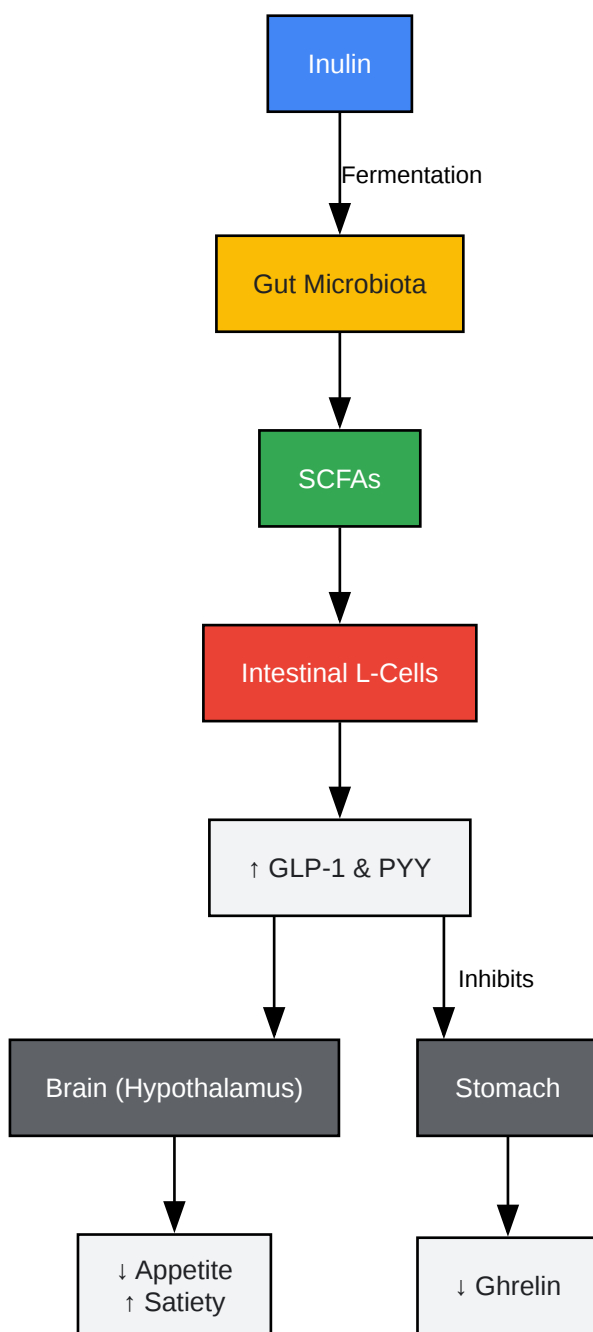 Inulin
Fermentation
Gut Microbiota
SCFAs
Intestinal L-Cells
↑ GLP-1 & PYY
Inhibits
Brain (Hypothalamus)
Stomach
↓ Appetite
↑ Satiety
↓ Ghrelin